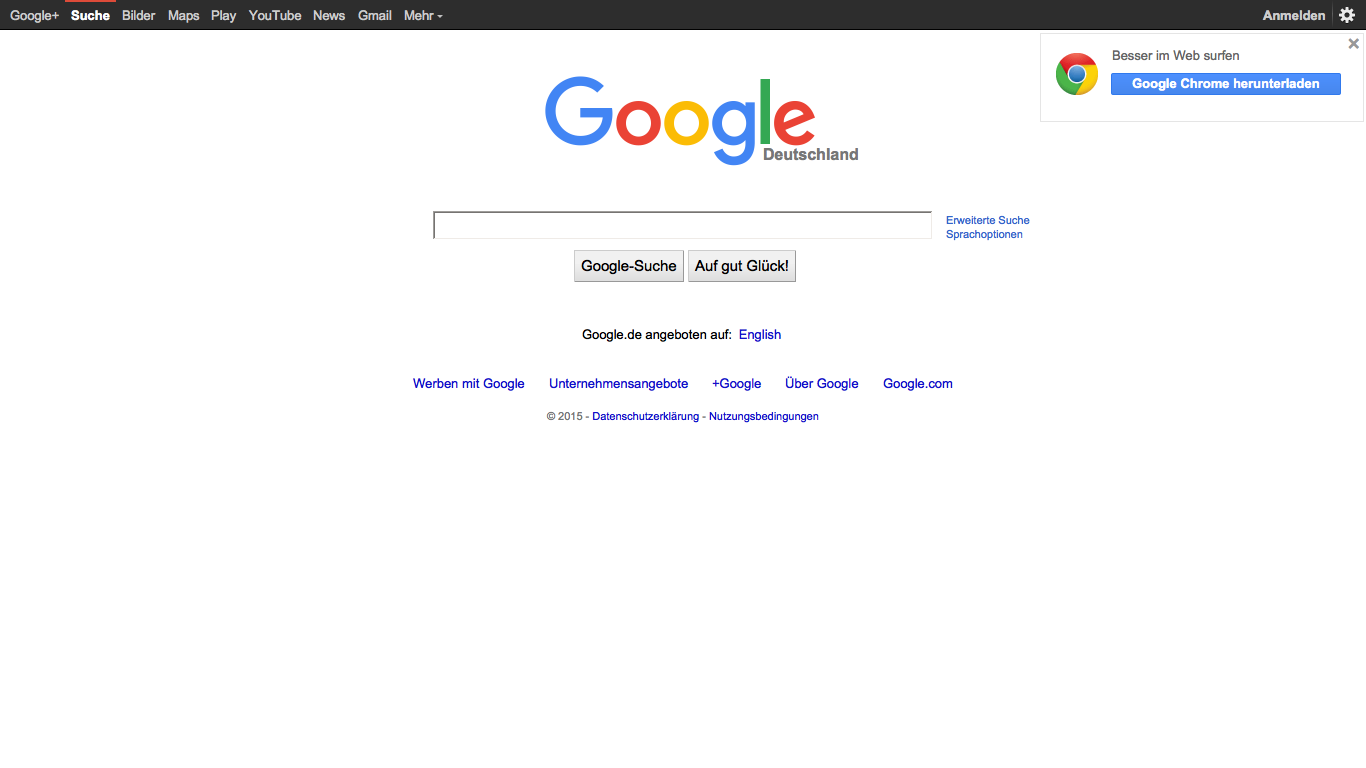 Google+ Suche Bilder Maps Play YouTube News Gmail Mehr Anmelden
Besser im Web surfen
Google Chrome herunterladen
Google
Deutschland
Erweiterte Suche
Sprachoptionen
Google-Suche Auf gut Glück!
Google.de angeboten auf: English
Werben mit Google Unternehmensangebote +Google Über Google Google.com
© 2015 - Datenschutzerklärung - Nutzungsbedingungen